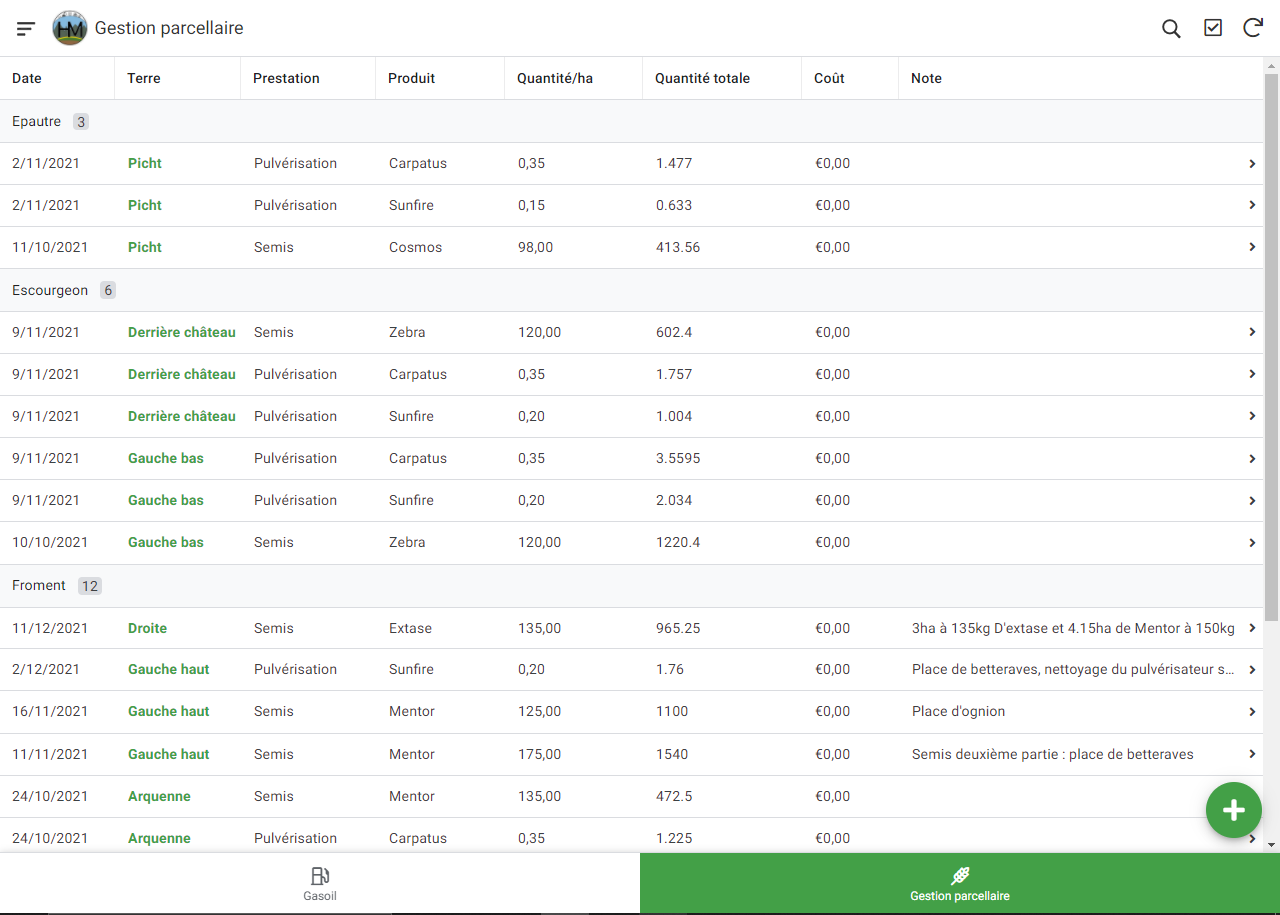 HM Gestion parcellaire
Date Terre Prestation Produit Quantité/ha Quantité totale Coût Note
Epautre 3
2/11/2021 Picht Pulvérisation Carpatus 0,35 1.477 €0,00
2/11/2021 Picht Pulvérisation Sunfire 0,15 0.633 €0,00
11/10/2021 Picht Semis Cosmos 98,00 413.56 €0,00
Escourgeon 6
9/11/2021 Derrière château Semis Zebra 120,00 602.4 €0,00
9/11/2021 Derrière château Pulvérisation Carpatus 0,35 1.757 €0,00
9/11/2021 Derrière château Pulvérisation Sunfire 0,20 1.004 €0,00
9/11/2021 Gauche bas Pulvérisation Carpatus 0,35 3.5595 €0,00
9/11/2021 Gauche bas Pulvérisation Sunfire 0,20 2.034 €0,00
10/10/2021 Gauche bas Semis Zebra 120,00 1220.4 €0,00
Froment 12
11/12/2021 Droite Semis Extase 135,00 965.25 €0,00 3ha à 135kg D'extase et 4.15ha de Mentor à 150kg
2/12/2021 Gauche haut Pulvérisation Sunfire 0,20 1.76 €0,00 Place de betteraves, nettoyage du pulvérisateur s...
16/11/2021 Gauche haut Semis Mentor 125,00 1100 €0,00 Place d'ognion
11/11/2021 Gauche haut Semis Mentor 175,00 1540 €0,00 Semis deuxième partie : place de betteraves
24/10/2021 Arquenne Semis Mentor 135,00 472.5 €0,00
24/10/2021 Arquenne Pulvérisation Carpatus 0,35 1.225 €0,00
Gasoil Gestion parcellaire